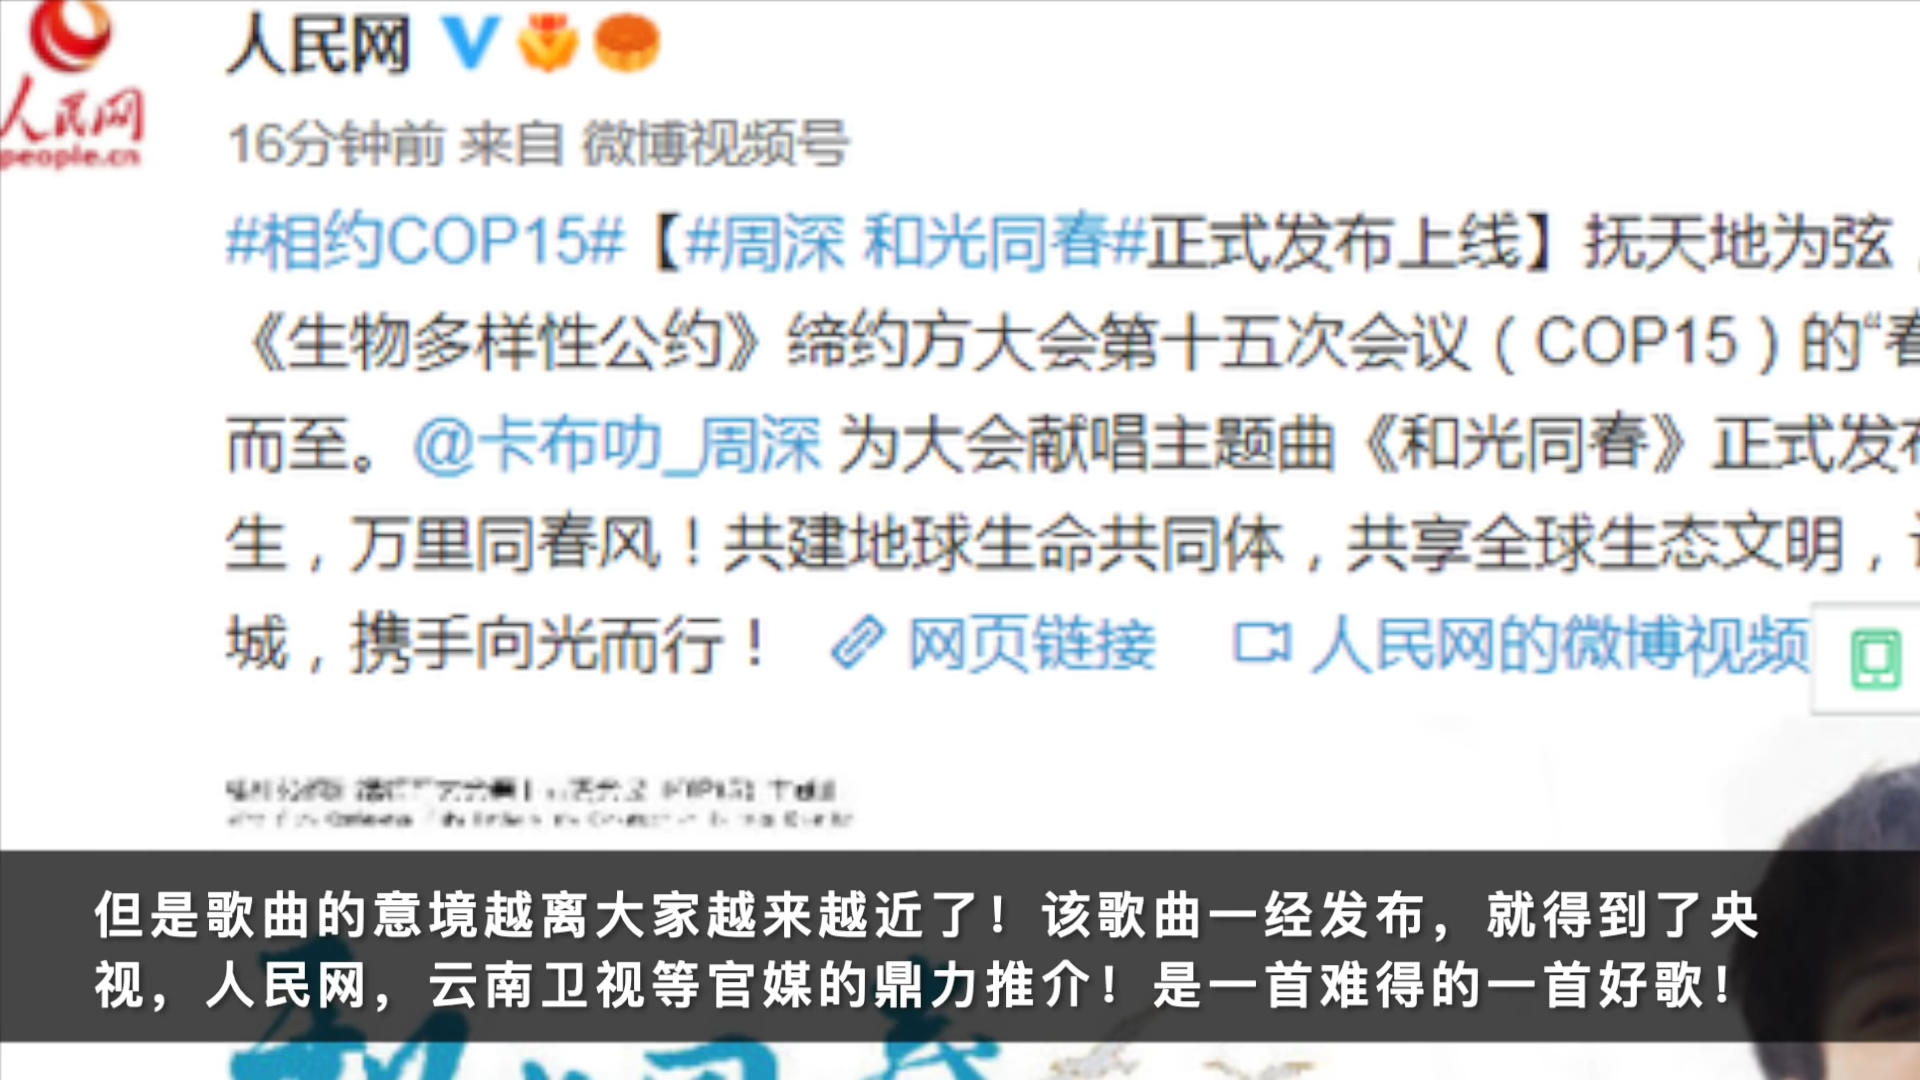 人民网
人民网
people.cn
16分钟前 来自 微博视频号
#相约COP15#【#周深 和光同春#正式发布上线】抚天地为弦，
《生物多样性公约》缔约方大会第十五次会议（COP15）的“春
而至。@卡布叻_周深 为大会献唱主题曲《和光同春》正式发布
生，万里同春风！共建地球生命共同体，共享全球生态文明，
城，携手向光而行！ 网页链接 人民网的微博视频
但是歌曲的意境越离大家越来越近了！该歌曲一经发布，就得到了央
视，人民网，云南卫视等官媒的鼎力推介！是一首难得的一首好歌！